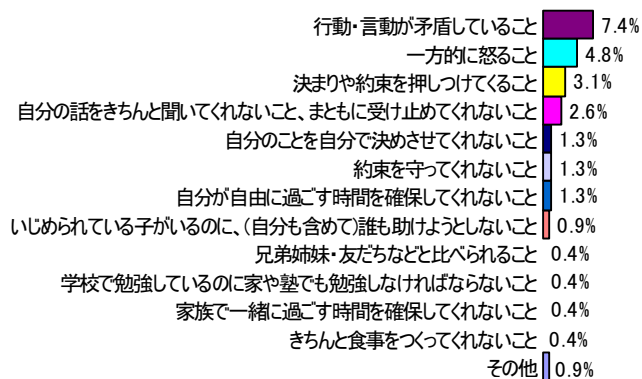 行動・言動が矛盾していること 7.4%
一方的に怒ること 4.8%
決まりや約束を押しつけてくること 3.1%
自分の話をきちんと聞いてくれないこと、まともに受け止めてくれないこと 2.6%
自分のことを自分で決めさせてくれないこと 1.3%
約束を守ってくれないこと 1.3%
自分が自由に過ごす時間を確保してくれないこと 1.3%
いじめられている子がいるのに、(自分も含めて)誰も助けようとしないこと 0.9%
兄弟姉妹・友だちなどと比べられること 0.4%
学校で勉強しているのに家や塾でも勉強しなければならないこと 0.4%
家族で一緒に過ごす時間を確保してくれないこと 0.4%
きちんと食事をつくってくれないこと 0.4%
その他 0.9%